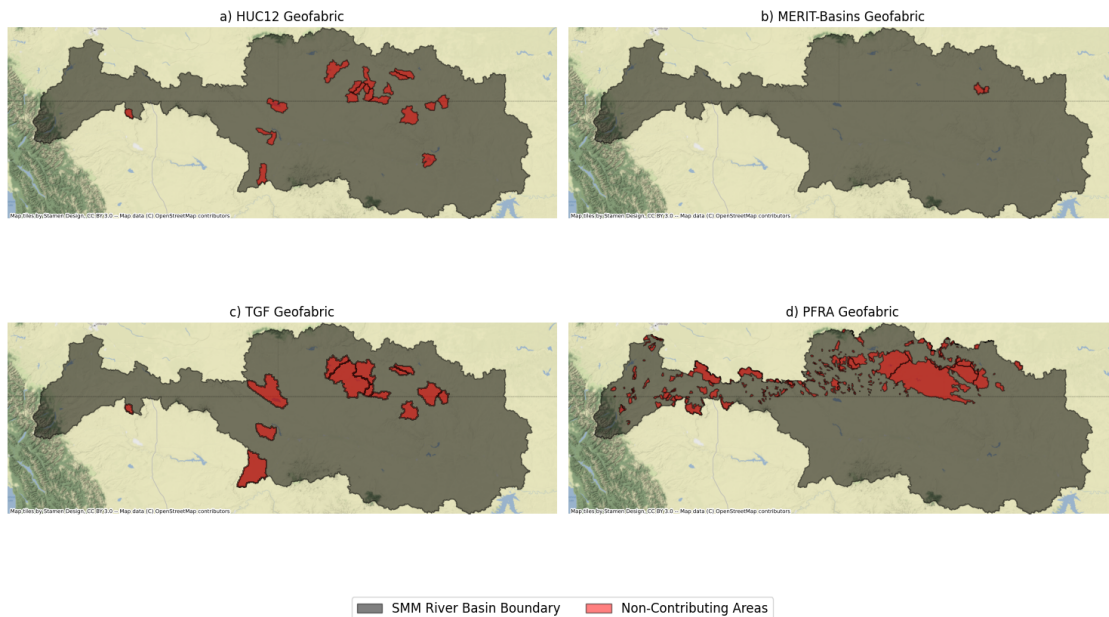 a) HUC12 Geofabric
b) MERIT-Basins Geofabric
Map tiles by Stamen Design, CC BY 3.0 -- Map data (C) OpenStreetMap contributors
Map tiles by Stamen Design, CC BY 3.0 -- Map data (C) OpenStreetMap contributors
c) TGF Geofabric
d) PFRA Geofabric
Map tiles by Stamen Design, CC BY 3.0 -- Map data (C) OpenStreetMap contributors
Map tiles by Stamen Design, CC BY 3.0 -- Map data (C) OpenStreetMap contributors
SMM River Basin Boundary
Non-Contributing Areas